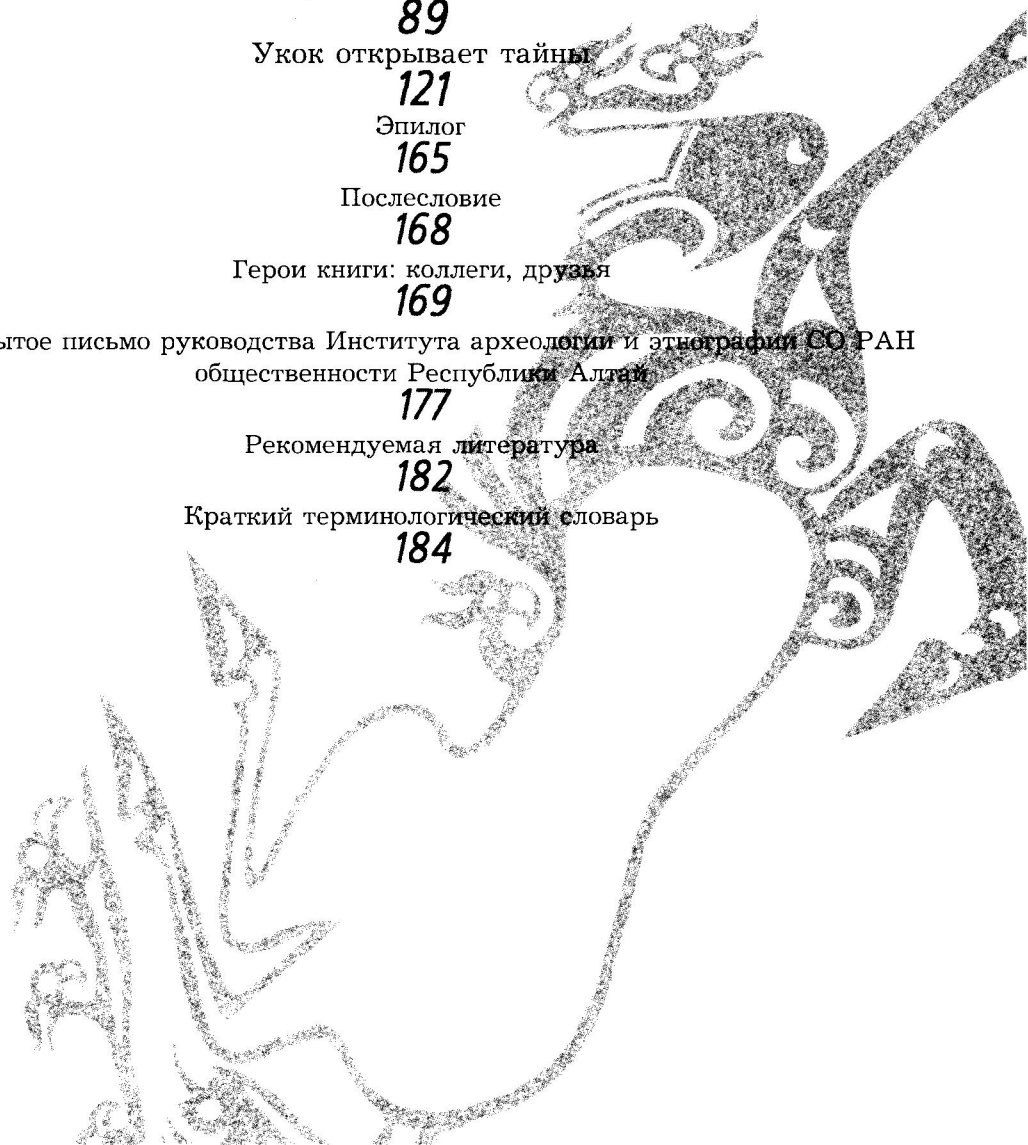 89
Укок открывает тайны
121
Эпилог
165
Послесловие
168
Герои книги: коллеги, друзья
169
ытое письмо руководства Института археологии и этнографии СО РАН
общественности Республики Алтай
177
Рекомендуемая литература
182
Краткий терминологический словарь
184